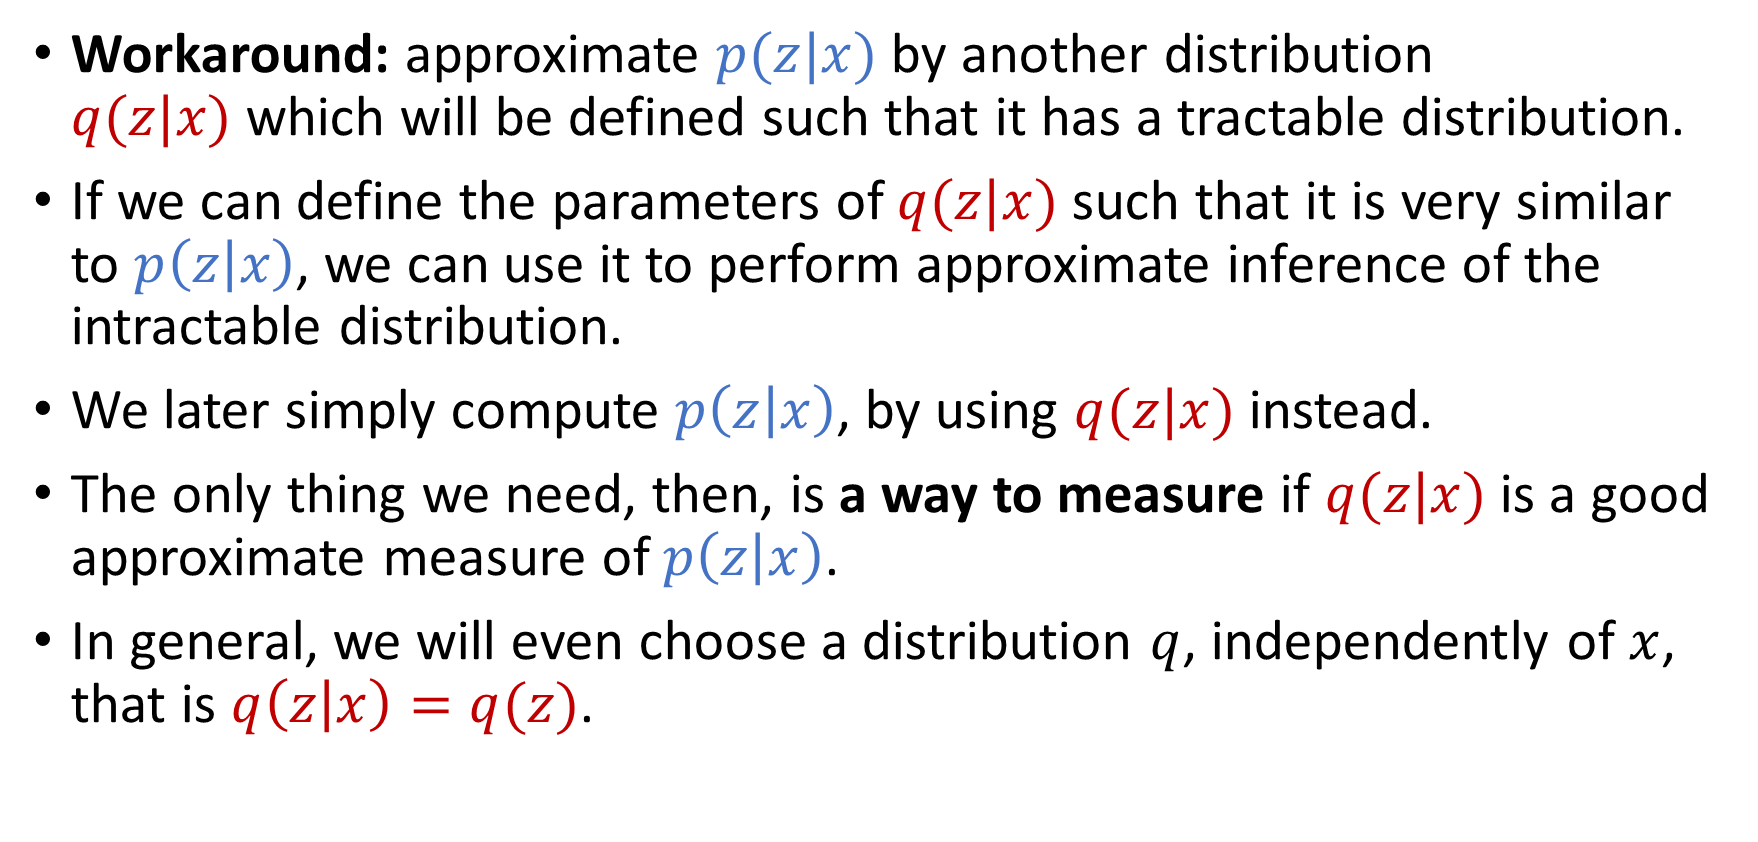 • Workaround: approximate p(z|x) by another distribution
q(z|x) which will be defined such that it has a tractable distribution.
• If we can define the parameters of q(z|x) such that it is very similar
to p(z|x), we can use it to perform approximate inference of the
intractable distribution.
• We later simply compute p(z|x), by using q(z|x) instead.
• The only thing we need, then, is a way to measure if q(z|x) is a good
approximate measure of p(z|x).
• In general, we will even choose a distribution q, independently of x,
that is q(z|x) = q(z).